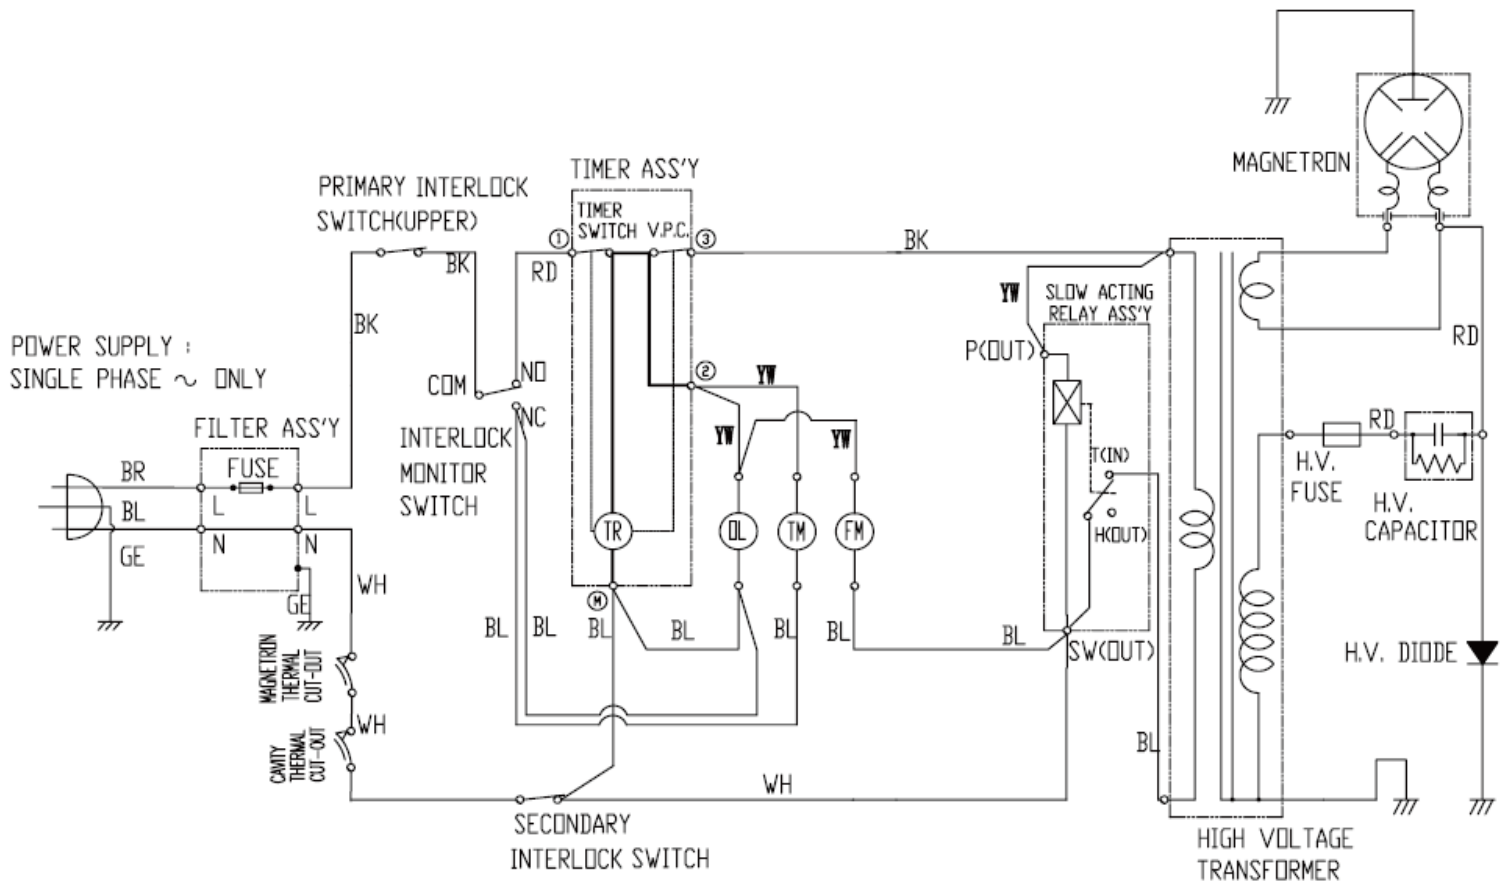 MAGNETRON
TIMER ASS'Y
PRIMARY INTERLOCK
SWITCH(UPPER)
TIMER
SWITCH V.P.C.
1
3
BK
BK
RD
YW
SLOW ACTING
RELAY ASS'Y
BK
POWER SUPPLY :
SINGLE PHASE ~ ONLY
P(OUT)
RD
COM
NO
NC
2
YW
FILTER ASS'Y
INTERLOCK
MONITOR
SWITCH
YW
YW
RD
FUSE
BR
L
L
T(IN)
H.V.
FUSE
H.V.
CAPACITOR
BL
N
N
TR
OL
TM
FM
H(OUT)
GE
WH
GE
M
BL
BL
BL
BL
BL
BL
BL
SW(OUT)
H.V. DIODE
MAGNETRON
THERMAL
CUT-OUT
WH
CAVITY
THERMAL
CUT-OUT
BL
WH
SECONDARY
INTERLOCK SWITCH
HIGH VOLTAGE
TRANSFORMER